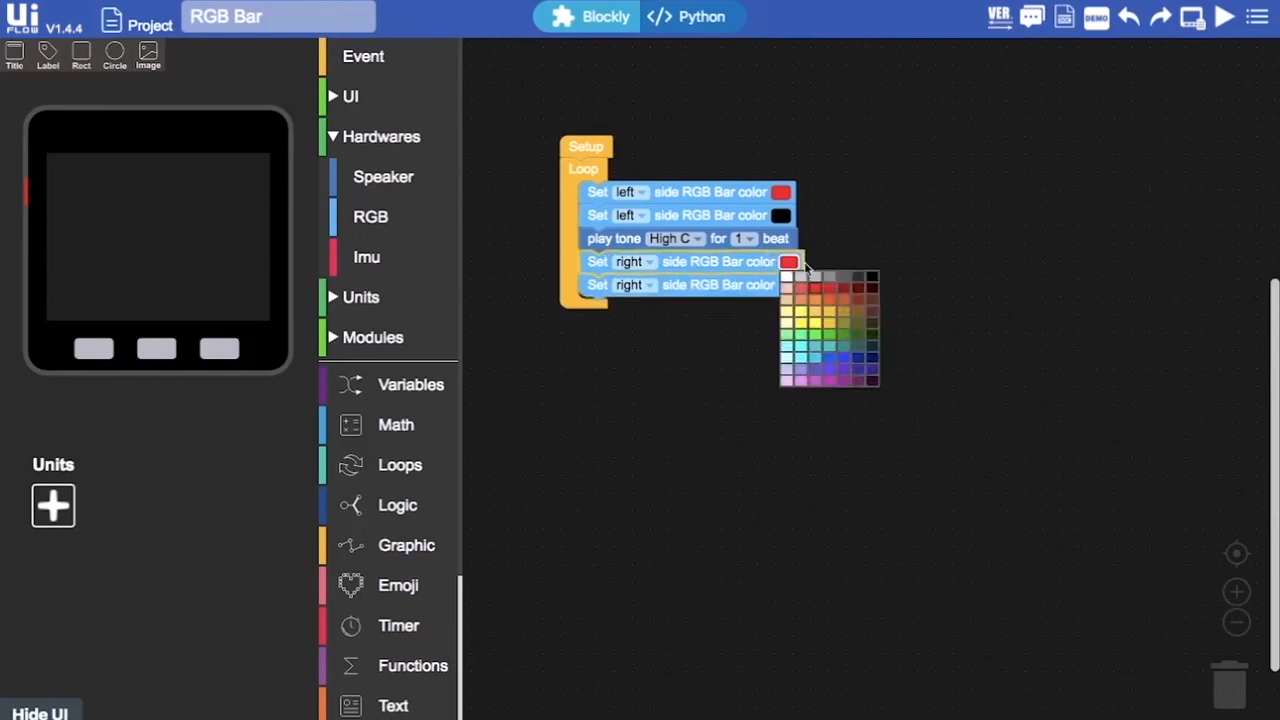 Ui FLOW V1.4.4
Project
RGB Bar
Blockly
</> Python
VER.
DEMO
Title
Label
Rect
Circle
Image
Event
UI
Hardwares
Speaker
RGB
Imu
Units
Modules
Variables
Math
Loops
Logic
Graphic
Emoji
Timer
Functions
Text
Setup
Loop
Set left side RGB Bar color
Set left side RGB Bar color
play tone High C for 1 beat
Set right side RGB Bar color
Set right side RGB Bar color
Units
Hide UI